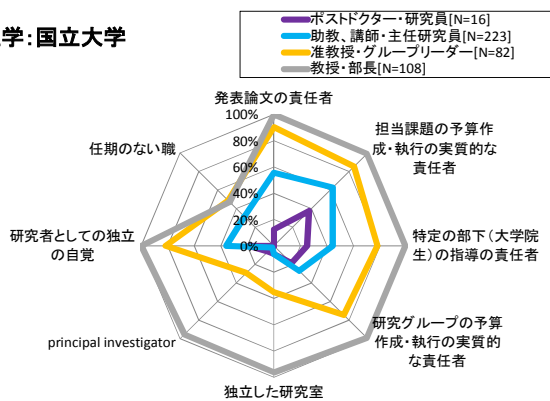 学:国立大学
ポストドクター・研究員[N=16]
助教、講師・主任研究員[N=223]
准教授・グループリーダー[N=82]
教授・部長[N=108]
発表論文の責任者
担当課題の予算作
成・執行の実質的な
責任者
特定の部下(大学院
生)の指導の責任者
研究グループの予算
作成・執行の実質的
な責任者
独立した研究室
principal investigator
研究者としての独立
の自覚
任期のない職
100%
80%
60%
40%
20%
0%